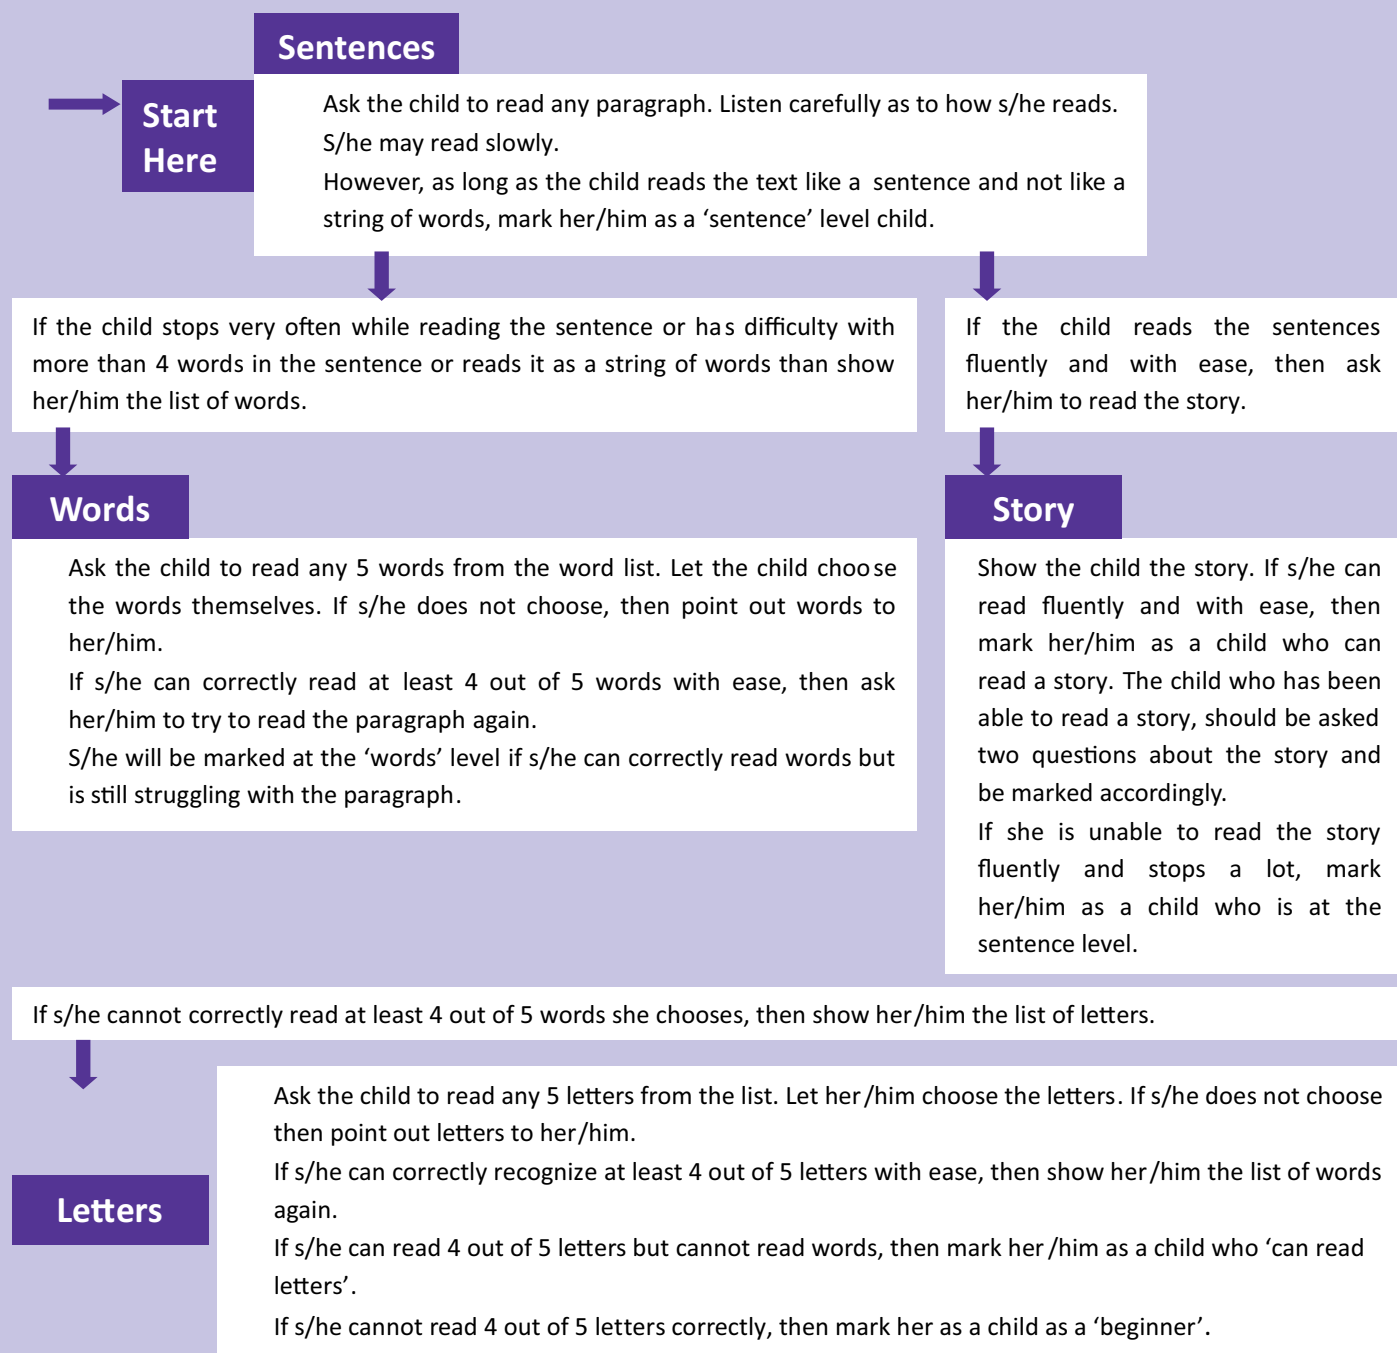 Sentences
Start
Here
Ask the child to read any paragraph. Listen carefully as to how s/he reads.
S/he may read slowly.
However, as long as the child reads the text like a sentence and not like a
string of words, mark her/him as a ‘sentence’ level child.
If the child stops very often while reading the sentence or has difficulty with
more than 4 words in the sentence or reads it as a string of words than show
her/him the list of words.
If the child reads the sentences
fluently and with ease, then ask
her/him to read the story.
Words
Ask the child to read any 5 words from the word list. Let the child choose
the words themselves. If s/he does not choose, then point out words to
her/him.
If s/he can correctly read at least 4 out of 5 words with ease, then ask
her/him to try to read the paragraph again.
S/he will be marked at the ‘words’ level if s/he can correctly read words but
is still struggling with the paragraph.
Story
Show the child the story. If s/he can
read fluently and with ease, then
mark her/him as a child who can
read a story. The child who has been
able to read a story, should be asked
two questions about the story and
be marked accordingly.
If she is unable to read the story
fluently and stops a lot, mark
her/him as a child who is at the
sentence level.
If s/he cannot correctly read at least 4 out of 5 words she chooses, then show her/him the list of letters.
Letters
Ask the child to read any 5 letters from the list. Let her/him choose the letters. If s/he does not choose
then point out letters to her/him.
If s/he can correctly recognize at least 4 out of 5 letters with ease, then show her/him the list of words
again.
If s/he can read 4 out of 5 letters but cannot read words, then mark her/him as a child who ‘can read
letters’.
If s/he cannot read 4 out of 5 letters correctly, then mark her as a child as a ‘beginner’.